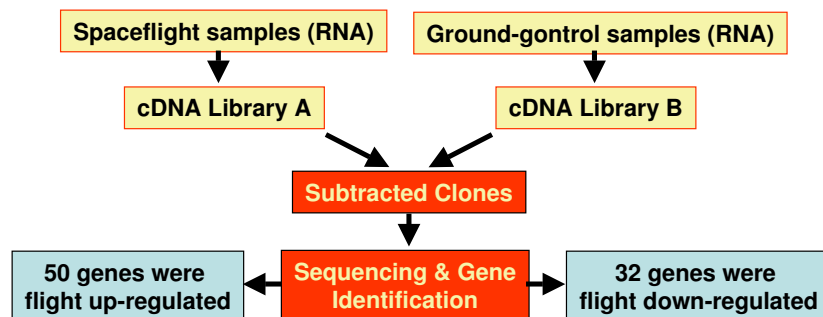 Spaceflight samples (RNA)
Ground-gontrol samples (RNA)
cDNA Library A
cDNA Library B
Subtracted Clones
50 genes were
flight up-regulated
Sequencing & Gene
Identification
32 genes were
flight down-regulated